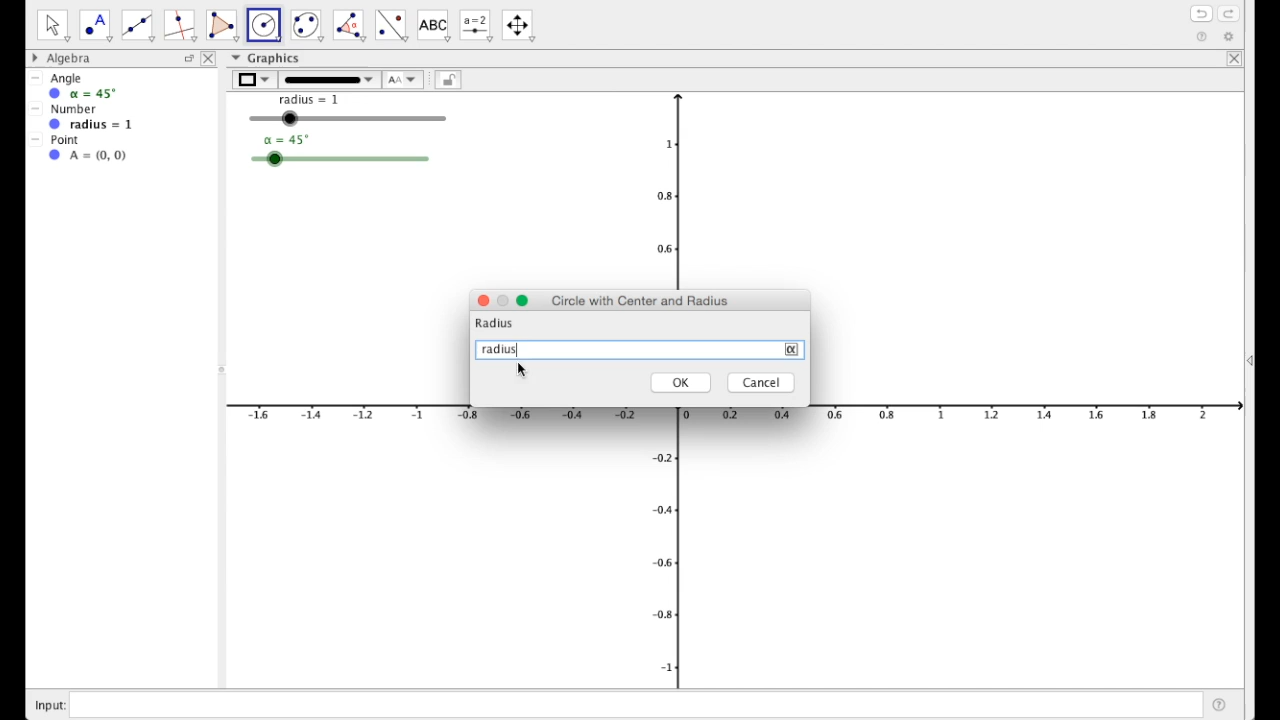 A
α
ABC
a=2
Algebra
Graphics
Angle
α = 45°
Number
radius = 1
Point
A = (0, 0)
AA
radius = 1
α = 45°
1
0.8
0.6
Circle with Center and Radius
Radius
radius
α
OK
Cancel
-1.6 -1.4 -1.2 -1 -0.8 -0.6 -0.4 -0.2 0 0.2 0.4 0.6 0.8 1 1.2 1.4 1.6 1.8 2
-0.2
-0.4
-0.6
-0.8
-1
Input: